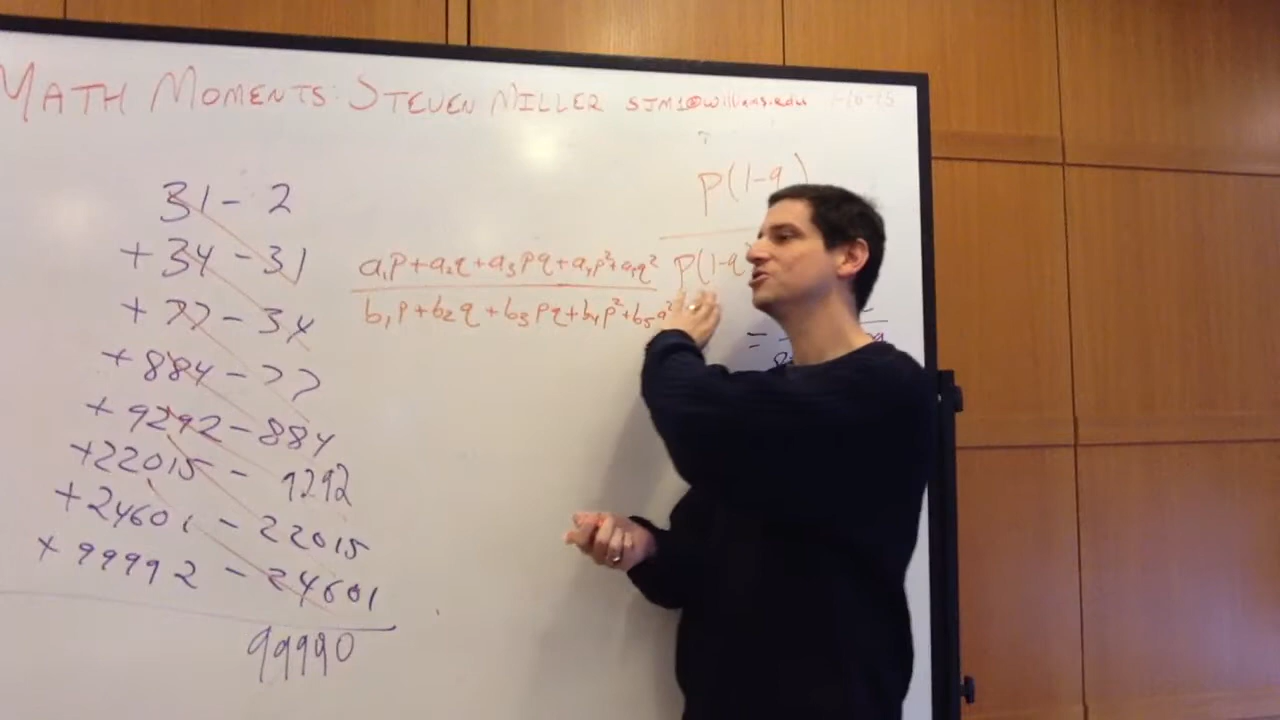 MATH MOMENTS: STEVEN MILLER SJM1@williams.edu
31 - 2
+ 34 - 31
+ 77 - 34
+ 884 - 77
+ 9292 - 884
+22015 - 9292
+24601 - 22015
+ 99992 - 24601
99990
a₁p+a₂q+a₃pq+a₄p²+a₅q²
b₁p+b₂q+b₃pq+b₄p²+b₅q²
p(1-q)
p(1-q
=